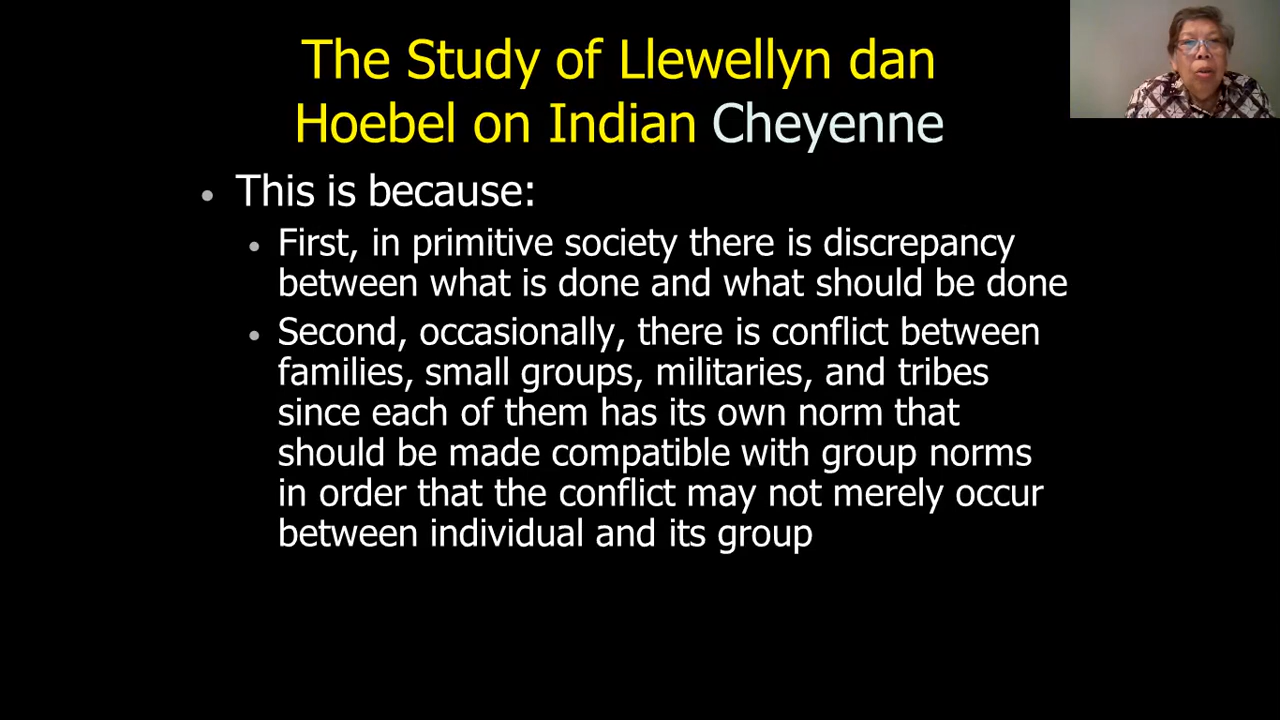 The Study of Llewellyn dan
Hoebel on Indian Cheyenne
• This is because:
• First, in primitive society there is discrepancy
between what is done and what should be done
• Second, occasionally, there is conflict between
families, small groups, militaries, and tribes
since each of them has its own norm that
should be made compatible with group norms
in order that the conflict may not merely occur
between individual and its group